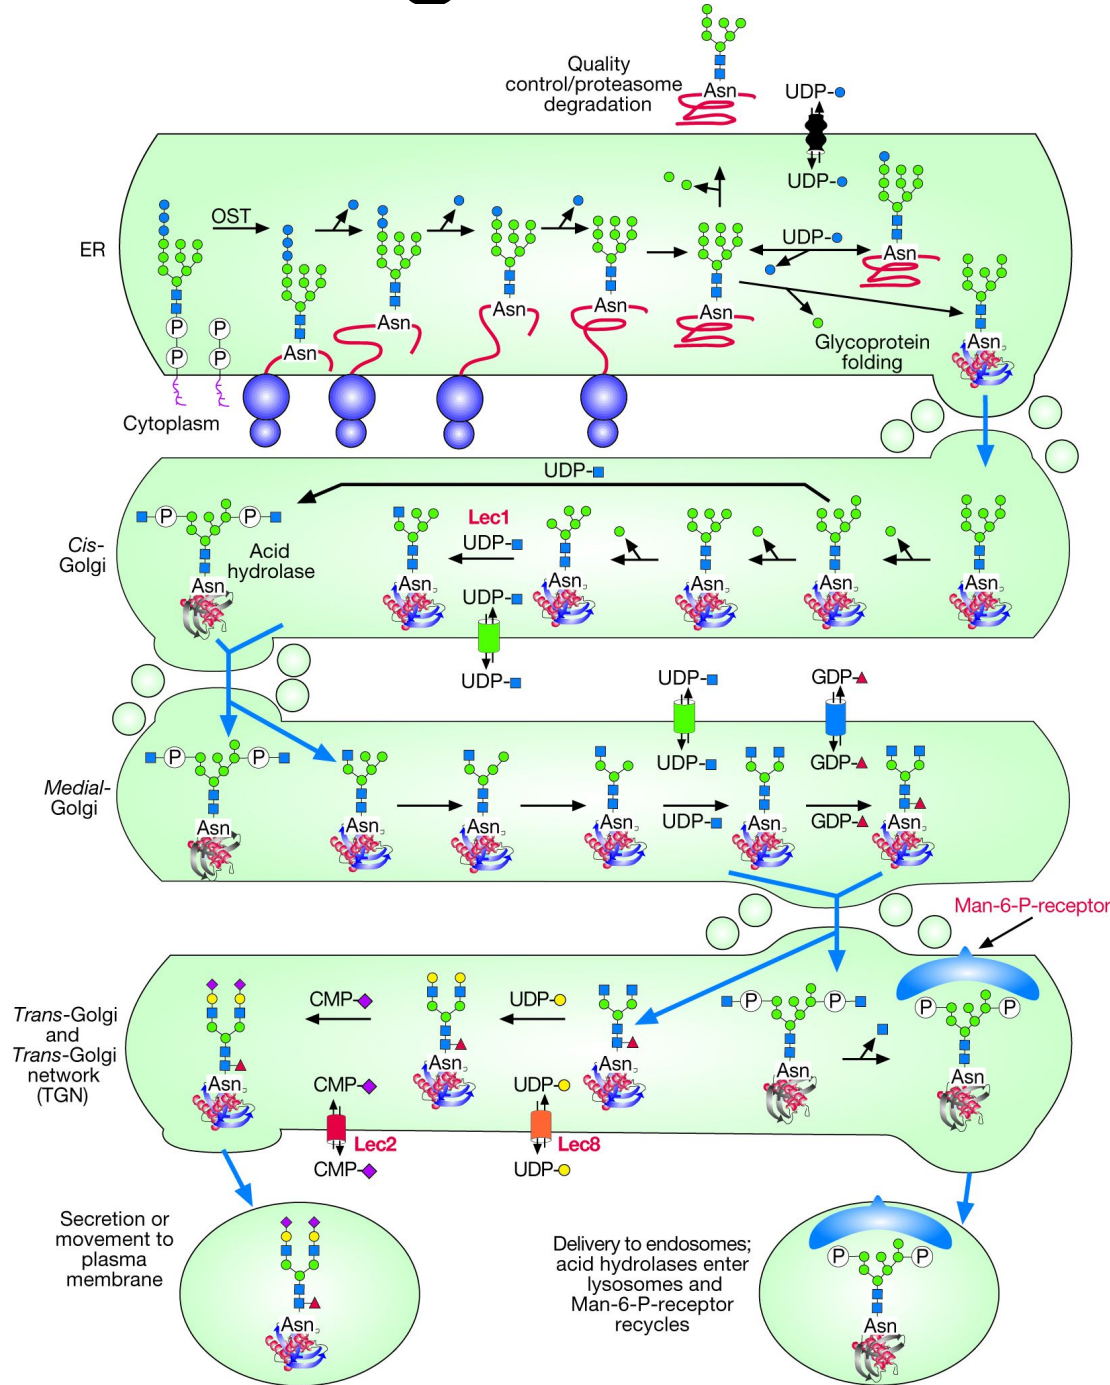 Quality
control/proteasome
degradation
Asn
UDP-
UDP-
ER
OST
UDP-
Asn
P
P
P
P
Asn
Asn
Asn
Asn
Asn
Asn
Glycoprotein
folding
Cytoplasm
UDP-
Cis-
Golgi
P
P
Acid
hydrolase
Lec1
UDP-
Asn
Asn
Asn
Asn
Asn
Asn
UDP-
UDP-
UDP-
GDP-
Medial-
Golgi
P
P
UDP-
GDP-
UDP-
GDP-
Asn
Asn
Asn
Asn
Asn
Asn
Man-6-P-receptor
Trans-Golgi
and
Trans-Golgi
network
(TGN)
CMP-
UDP-
P
P
P
P
Asn
Asn
Asn
Asn
Asn
CMP-
UDP-
Lec2
Lec8
CMP-
UDP-
Secretion or
movement to
plasma
membrane
Asn
Delivery to endosomes;
acid hydrolases enter
lysosomes and
Man-6-P-receptor
recycles
P
P
Asn